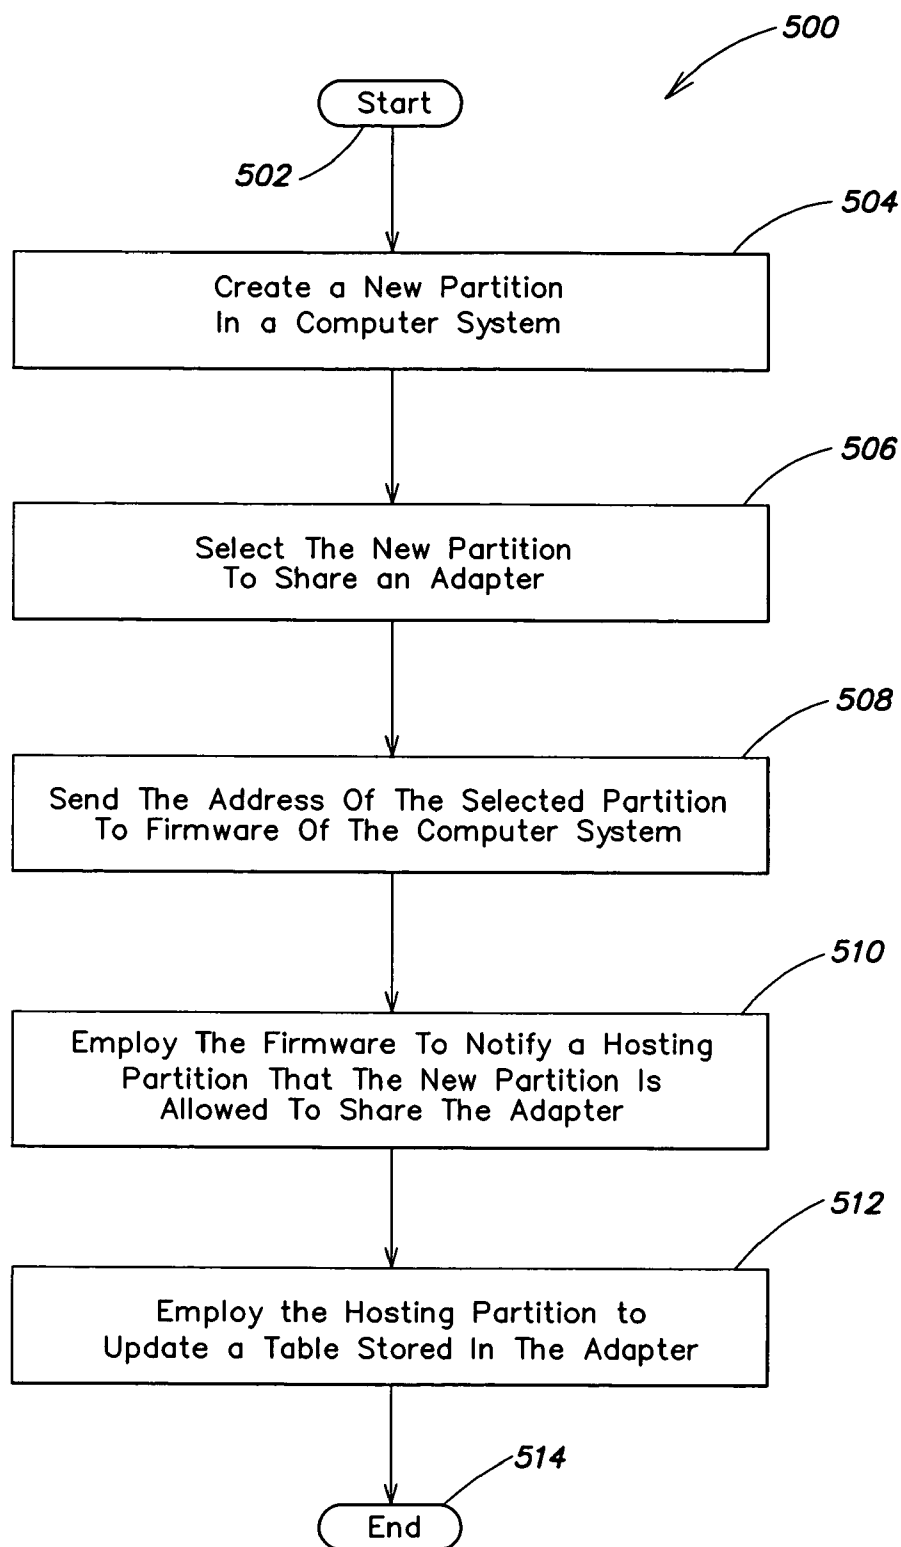 500
Start
502
504
Create a New Partition
In a Computer System
506
Select The New Partition
To Share an Adapter
508
Send The Address Of The Selected Partition
To Firmware Of The Computer System
510
Employ The Firmware To Notify a Hosting
Partition That The New Partition Is
Allowed To Share The Adapter
512
Employ the Hosting Partition to
Update a Table Stored In The Adapter
514
End